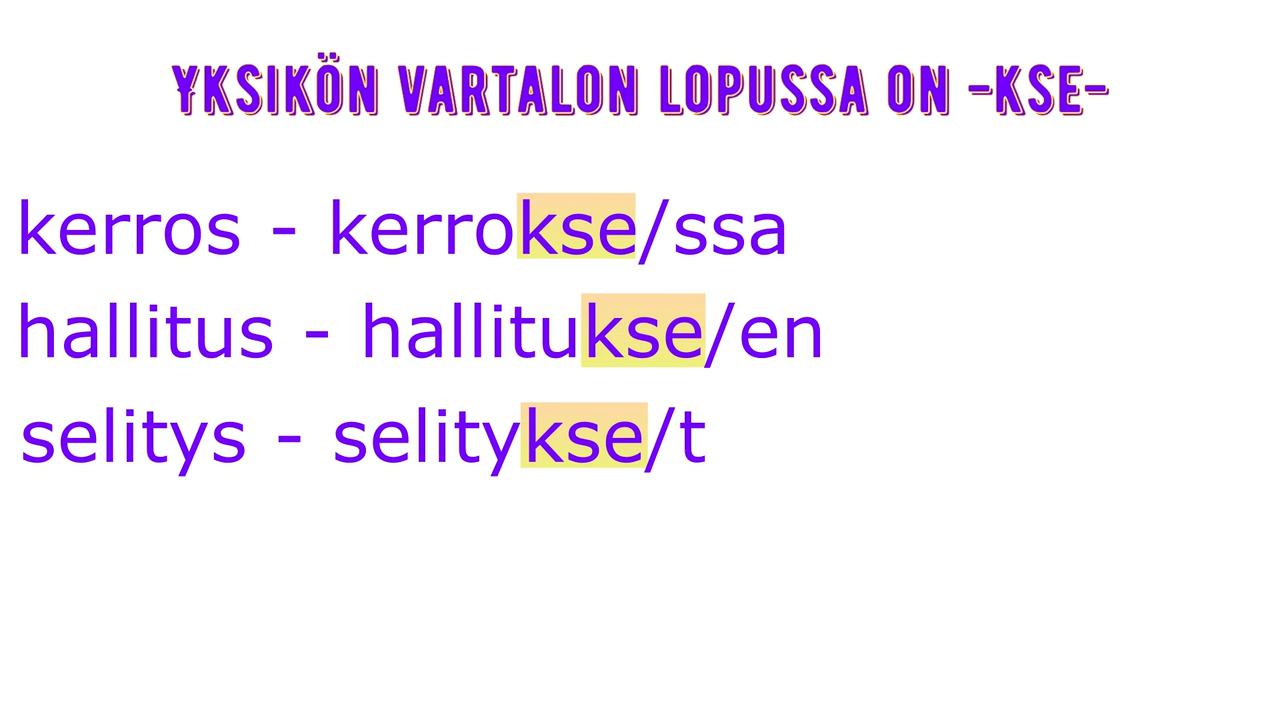 YKSIKÖN VARTALON LOPUSSA ON -KSE-
kerros - kerrokse/ssa
hallitus - hallitukse/en
selitys - selitykse/t